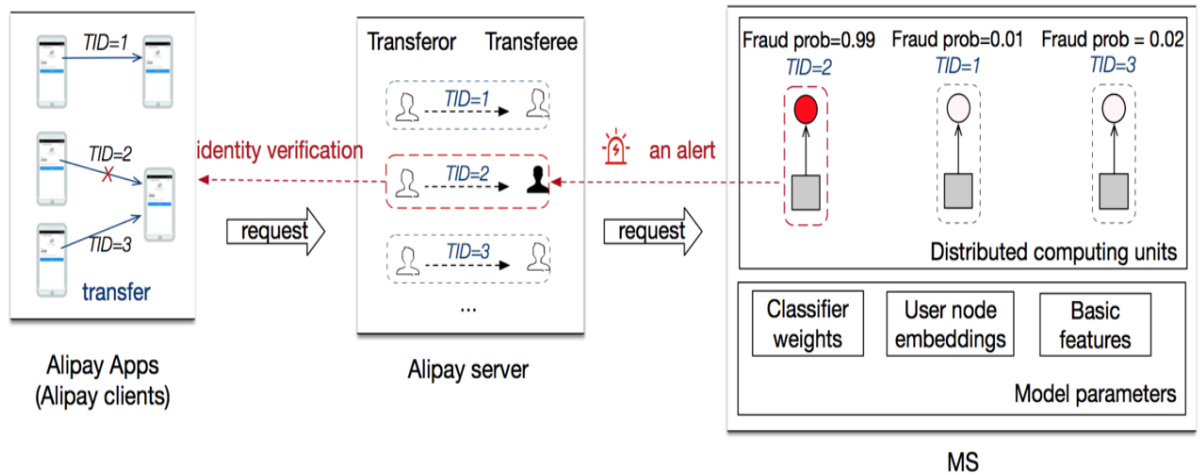 TID=1
TID=2
TID=3
transfer
Alipay Apps
(Alipay clients)
identity verification
request
Transferor Transferee
TID=1
TID=2
TID=3
...
Alipay server
an alert
request
Fraud prob=0.99 Fraud prob=0.01 Fraud prob = 0.02
TID=2 TID=1 TID=3
Distributed computing units
Classifier
weights
User node
embeddings
Basic
features
Model parameters
MS